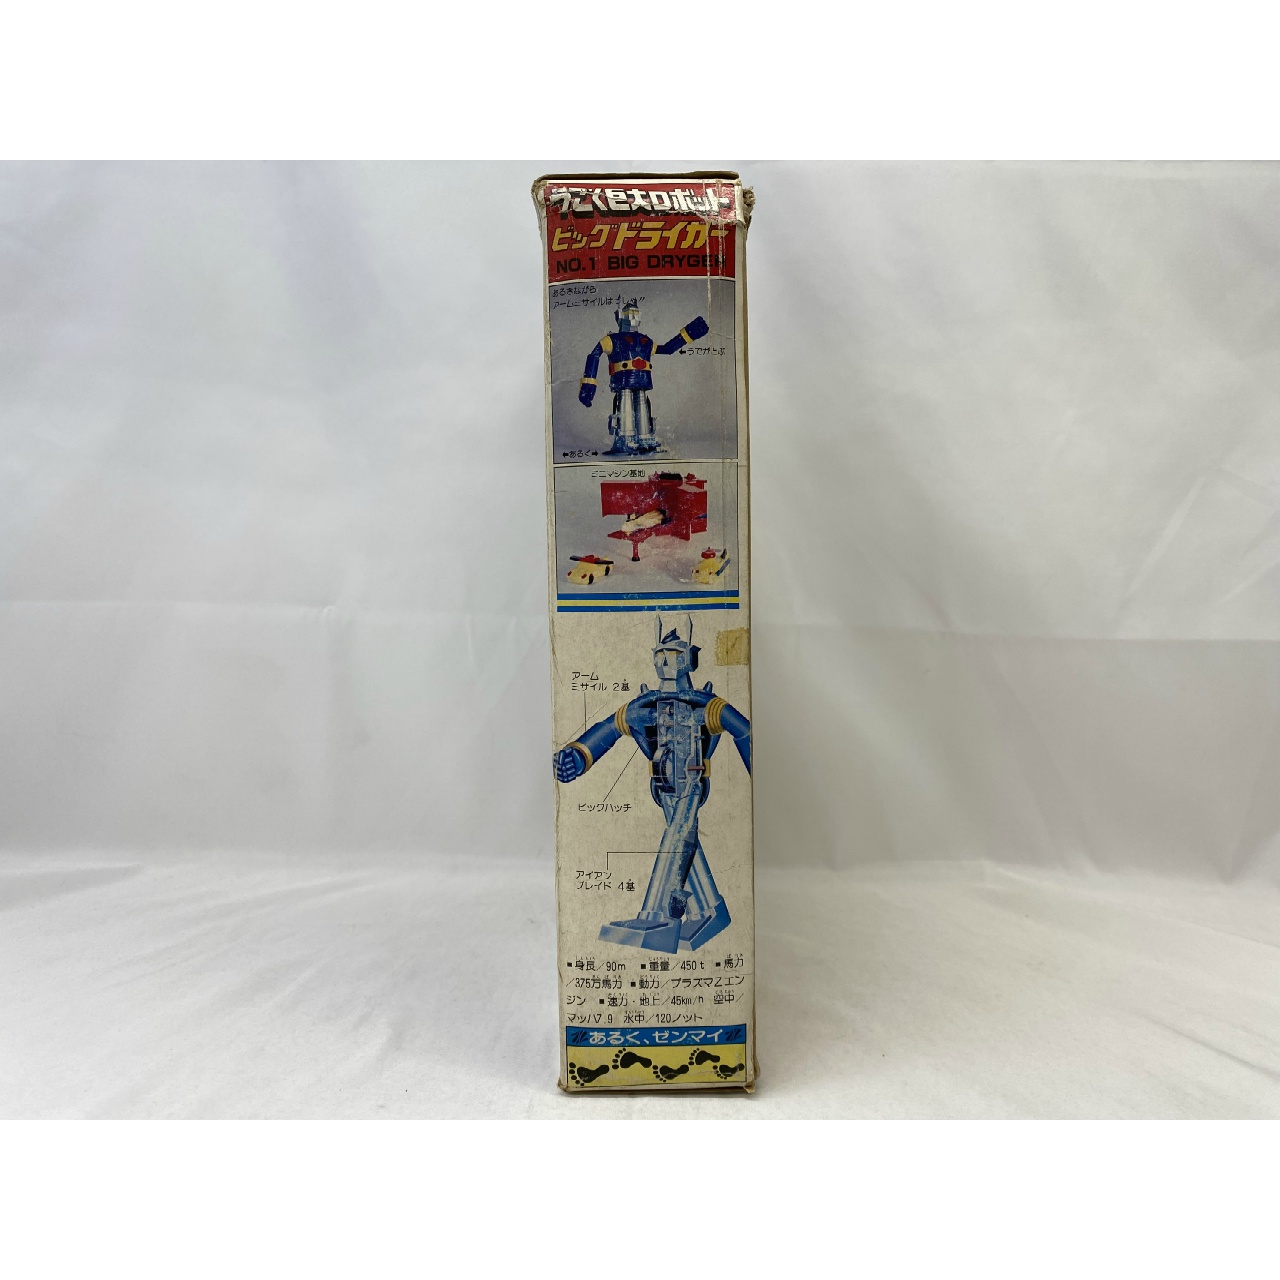 うごく巨大ロボット
ビッグドライガー
NO.1 BIG DRYGER
あるきながら
アームミサイルはっしゃ!!
←うでがとぶ
←あるく→
ミニマシン基地
アーム
ミサイル 2基
ビッグハッチ
アイアン
ブレイド 4基
▪身長/90m ▪重量/450t ▪馬力
/375万馬力 ▪動力/プラズマZエン
ジン ▪速力・地上/45km/h 空中/
マッハ7.9 水中/120ノット
あるく、ゼンマイ